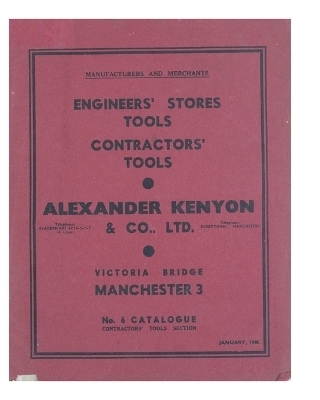 MANUFACTURERS AND MERCHANTS
ENGINEERS' STORES
TOOLS
CONTRACTORS'
TOOLS
ALEXANDER KENYON
& CO., LTD.
VICTORIA BRIDGE
MANCHESTER 3
No. 6 CATALOGUE
CONTRACTORS' TOOLS SECTION
JANUARY,